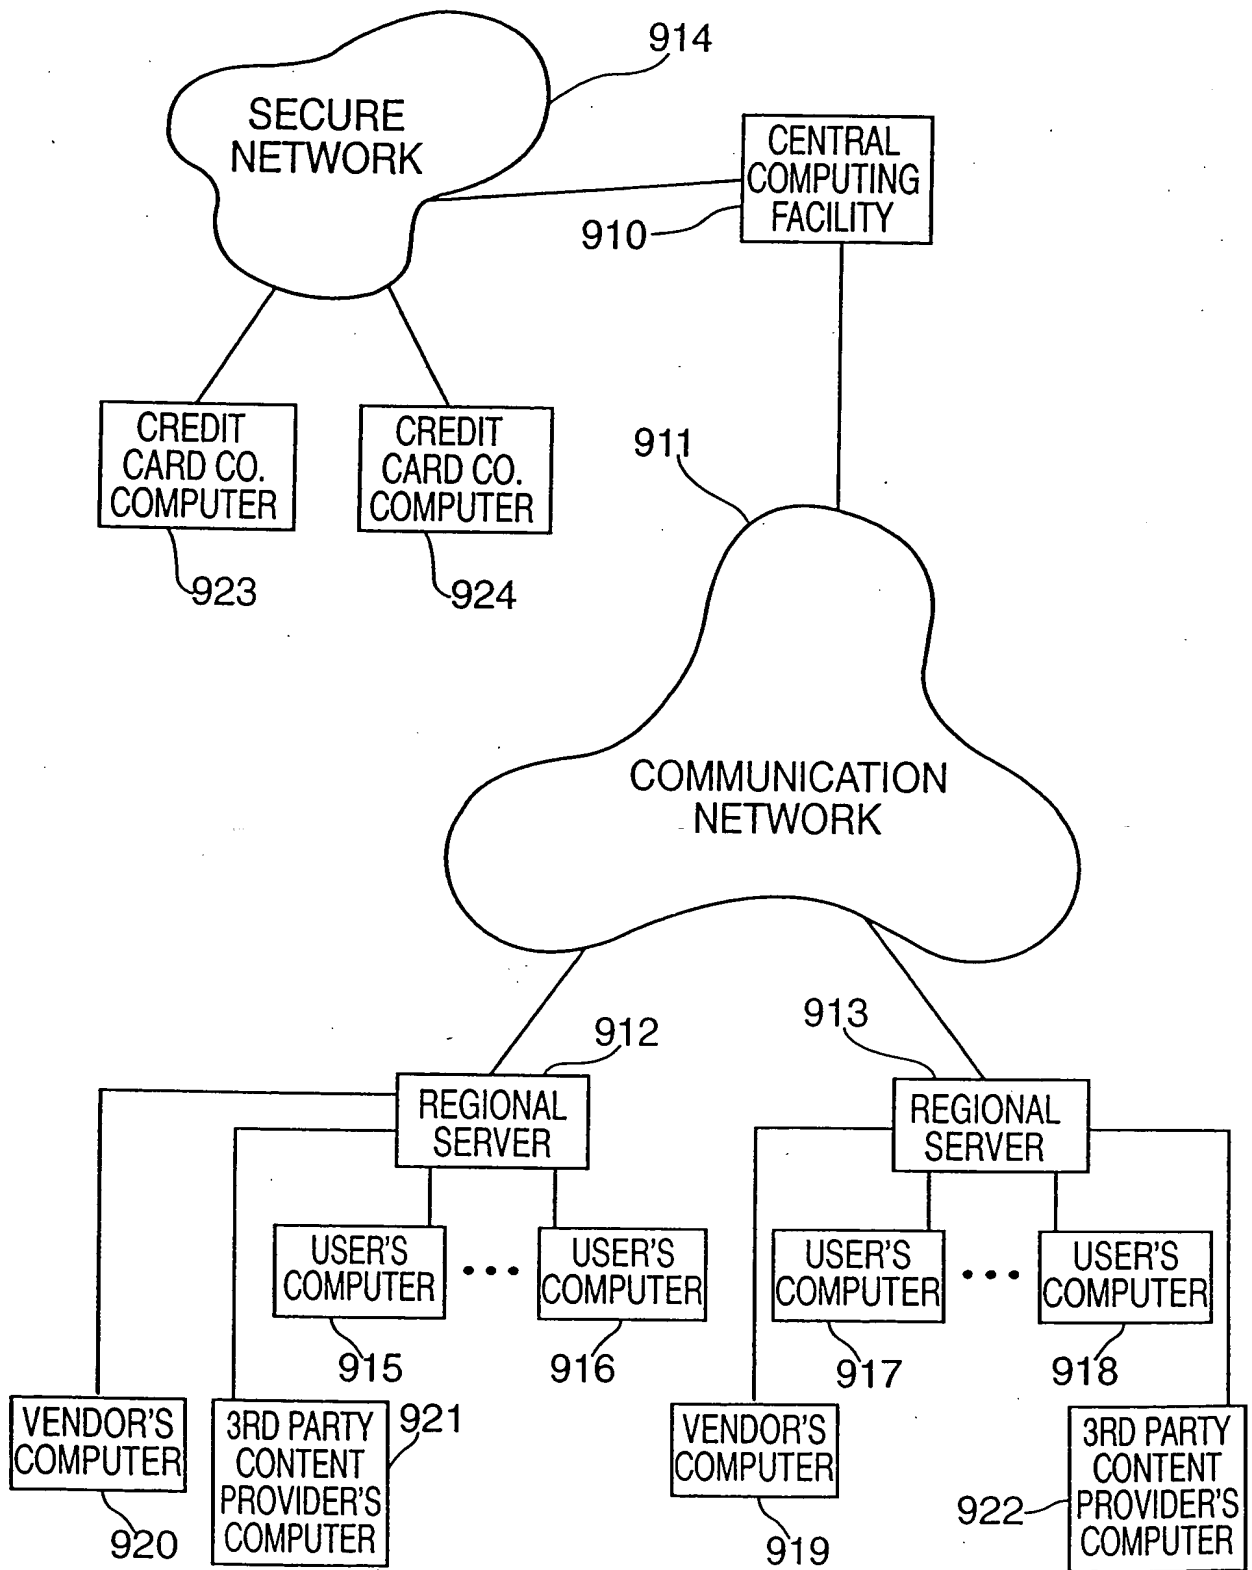 914
SECURE
NETWORK
CENTRAL
COMPUTING
FACILITY
910
CREDIT
CARD CO.
COMPUTER
CREDIT
CARD CO.
COMPUTER
911
923
924
COMMUNICATION
NETWORK
912
913
REGIONAL
SERVER
REGIONAL
SERVER
USER'S
COMPUTER
USER'S
COMPUTER
USER'S
COMPUTER
USER'S
COMPUTER
915
916
917
918
VENDOR'S
COMPUTER
3RD PARTY
CONTENT
PROVIDER'S
COMPUTER
921
VENDOR'S
COMPUTER
3RD PARTY
CONTENT
PROVIDER'S
COMPUTER
922
920
919